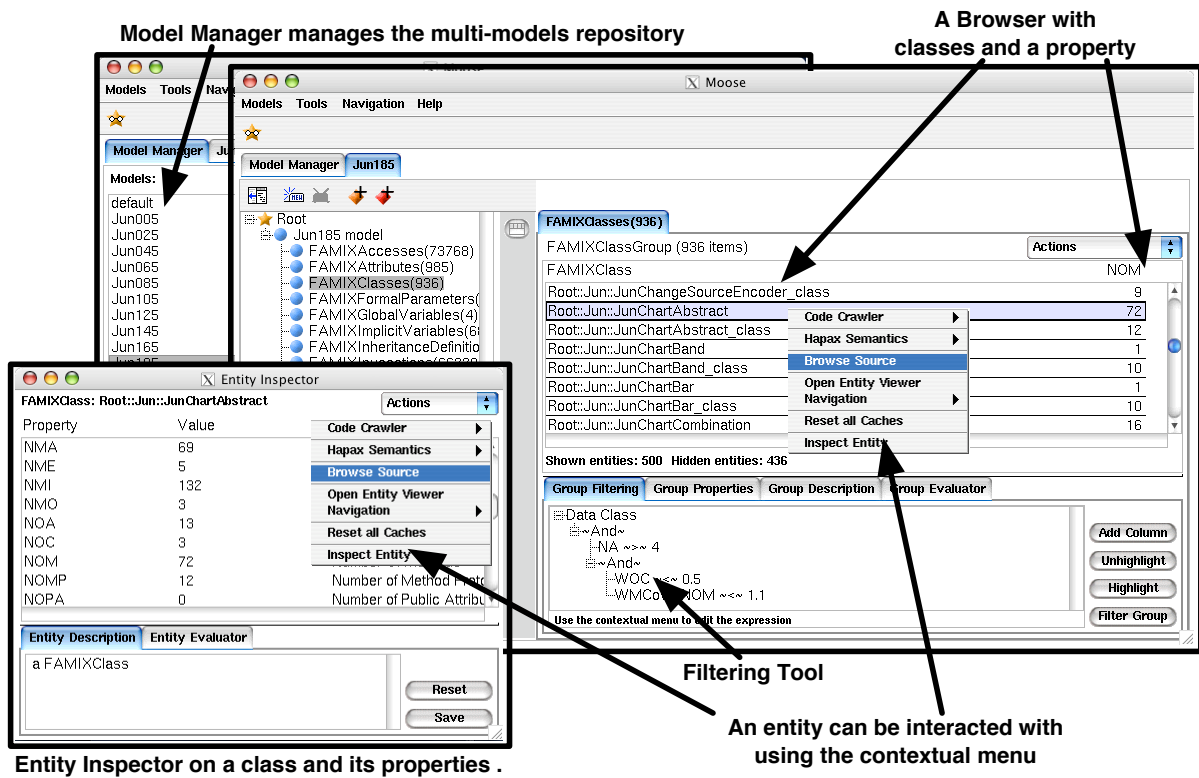 Model Manager manages the multi-models repository
A Browser with
classes and a property
Models Tools
Model Manager
Models:
default
Jun005
Jun025
Jun045
Jun065
Jun085
Jun105
Jun125
Jun145
Jun165
X Moose
Models Tools Navigation Help
Model Manager Jun185
Root
Jun185 model
FAMIXAccesses(73768)
FAMIXAttributes(985)
FAMIXClasses(936)
FAMIXFormalParameters(
FAMIXGlobalVariables(4)
FAMIXImplicitVariables(6
FAMIXInheritanceDefinitio
FAMIXClasses(936)
FAMIXClassGroup (936 items)
Actions
FAMIXClass NOM
Root::Jun::JunChangeSourceEncoder_class 9
Root::Jun::JunChartAbstract 72
Root::Jun::JunChartAbstract_class 12
Root::Jun::JunChartBand 1
Root::Jun::JunChartBand_class 10
Root::Jun::JunChartBar 1
Root::Jun::JunChartBar_class 10
Root::Jun::JunChartCombination 16
Code Crawler
Hapax Semantics
Browse Source
Open Entity Viewer
Navigation
Reset all Caches
Inspect Entity
Shown entities: 500 Hidden entities: 436
Group Filtering Group Properties Group Description Group Evaluator
Data Class
~And~
NA ~>~ 4
~And~
WOC ~<~ 0.5
NOM ~<~ 1.1
Use the contextual menu to edit the expression
Add Column
Unhighlight
Highlight
Filter Group
X Entity Inspector
FAMIXClass: Root::Jun::JunChartAbstract
Actions
Property Value
NMA 69
NME 5
NMI 132
NMO 3
NOA 13
NOC 3
NOM 72
NOMP 12 Number of Method Proto
NOPA 0 Number of Public Attribu
Code Crawler
Hapax Semantics
Browse Source
Open Entity Viewer
Navigation
Reset all Caches
Inspect Entity
Entity Description Entity Evaluator
a FAMIXClass
Reset
Save
Filtering Tool
An entity can be interacted with
using the contextual menu
Entity Inspector on a class and its properties .